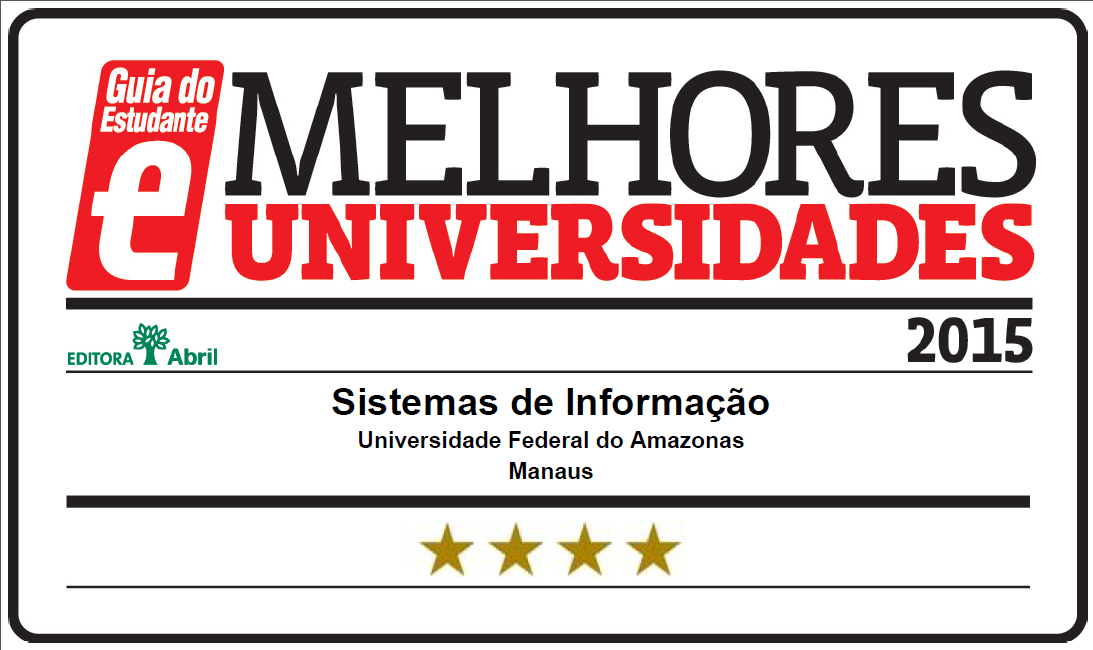 Guia do
Estudante
e
MELHORES
UNIVERSIDADES
2015
EDITORA Abril
Sistemas de Informação
Universidade Federal do Amazonas
Manaus